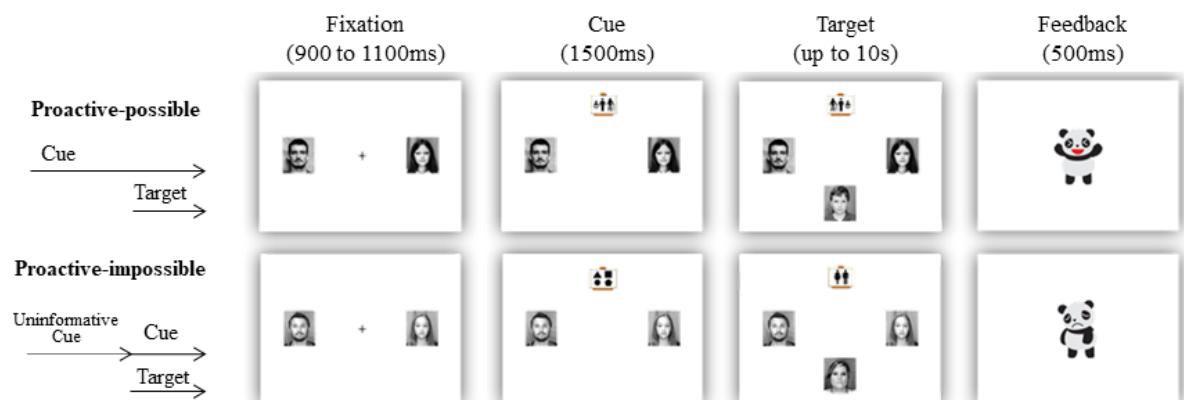 Fixation
(900 to 1100ms)
Cue
(1500ms)
Target
(up to 10s)
Feedback
(500ms)
Proactive-possible
Cue
Target
+
Proactive-impossible
Uninformative
Cue
Cue
Target
+